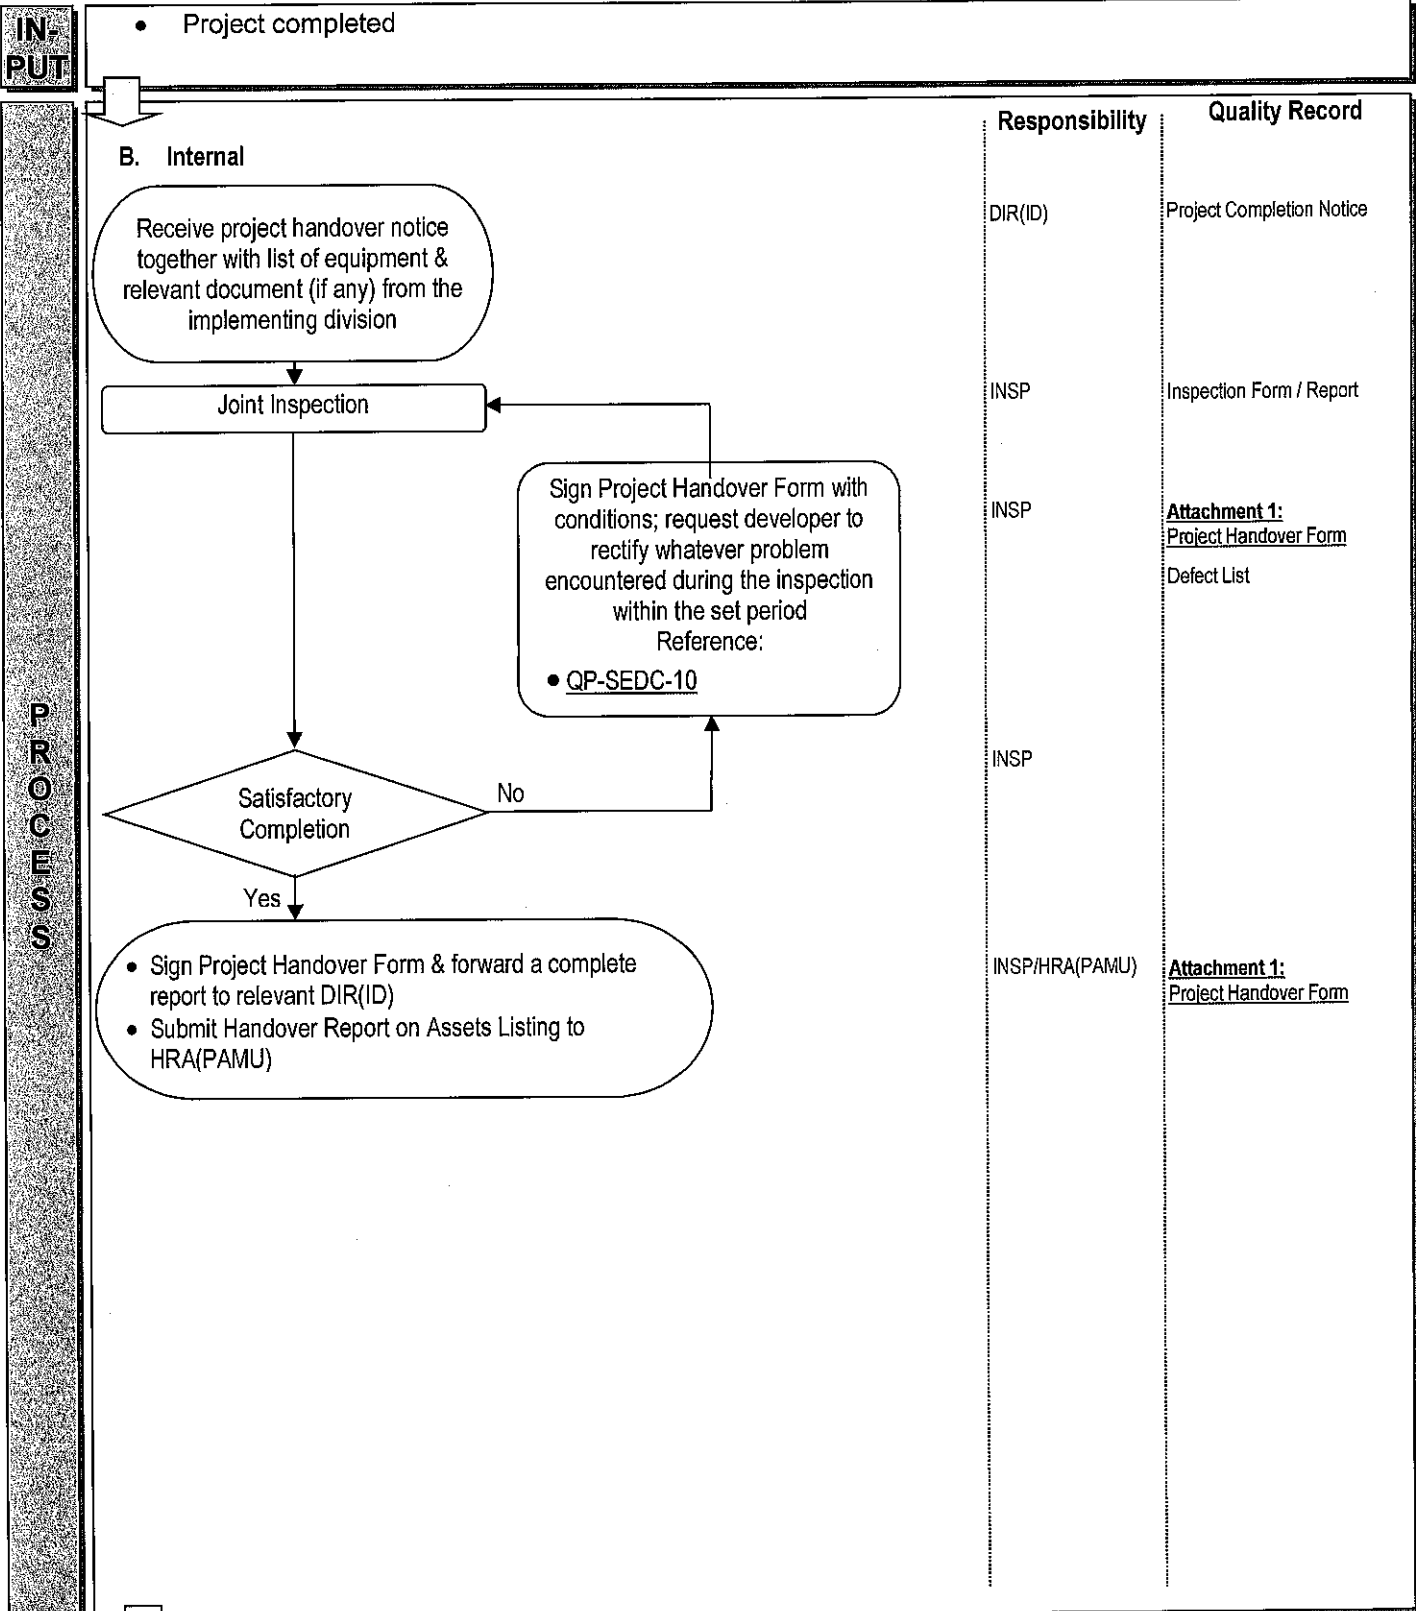 IN-
PUT
• Project completed
Responsibility
Quality Record
B. Internal
Receive project handover notice
together with list of equipment &
relevant document (if any) from the
implementing division
DIR(ID)
Project Completion Notice
Joint Inspection
INSP
Inspection Form / Report
Sign Project Handover Form with
conditions; request developer to
rectify whatever problem
encountered during the inspection
within the set period
Reference:
• QP-SEDC-10
INSP
Attachment 1:
Project Handover Form
Defect List
PROCESS
Satisfactory
Completion
No
INSP
Yes
• Sign Project Handover Form & forward a complete
report to relevant DIR(ID)
• Submit Handover Report on Assets Listing to
HRA(PAMU)
INSP/HRA(PAMU)
Attachment 1:
Project Handover Form